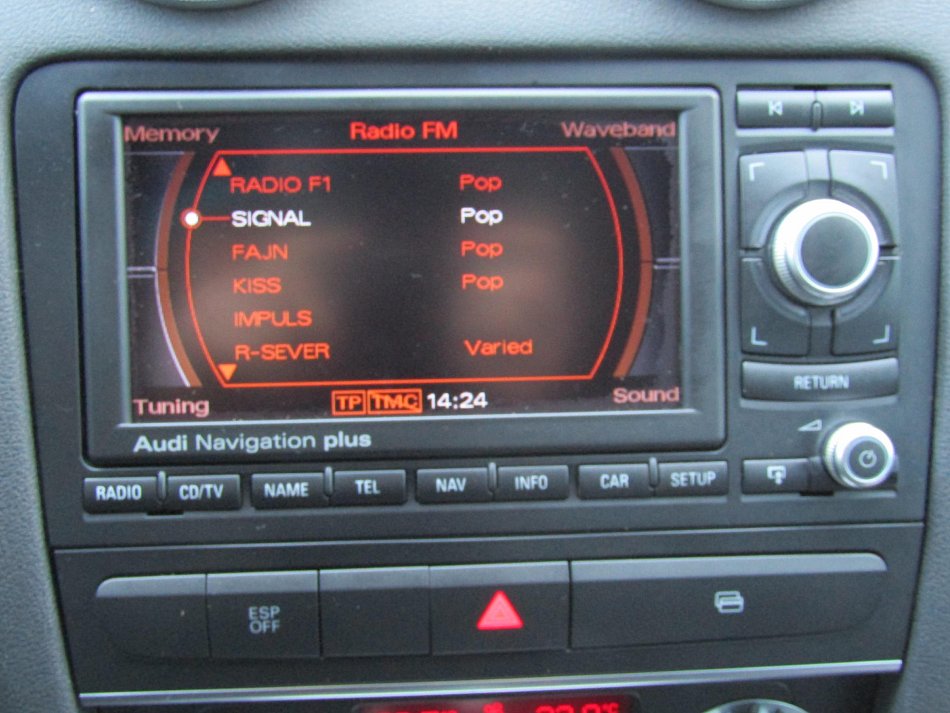 Memory Radio FM Waveband
RADIO F1 Pop
SIGNAL Pop
FAJN Pop
KISS Pop
IMPULS
R-SEVER Varied
Tuning TP TMC 14:24 Sound
RETURN
Audi Navigation plus
RADIO CD/TV NAME TEL NAV INFO CAR SETUP
ESP
OFF